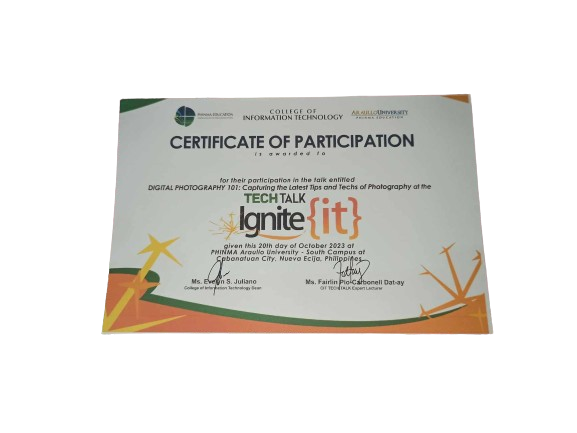 PHINMA EDUCATION
COLLEGE OF
INFORMATION TECHNOLOGY
ARAULLO UNIVERSITY
PHINMA EDUCATION
CERTIFICATE OF PARTICIPATION
is awarded to
for their participation in the talk entitled
DIGITAL PHOTOGRAPHY 101: Capturing the Latest Tips and Techs of Photography at the
TECH TALK
Ignite {it}
given this 20th day of October 2023 at
PHINMA Araullo University - South Campus at
Cabanatuan City, Nueva Ecija, Philippines
Ms. Evelyn S. Juliano
College of Information Technology Dean
Ms. Fairlin Pio-Carbonell Dat-ay
CIT TECH TALK Expert Lecturer